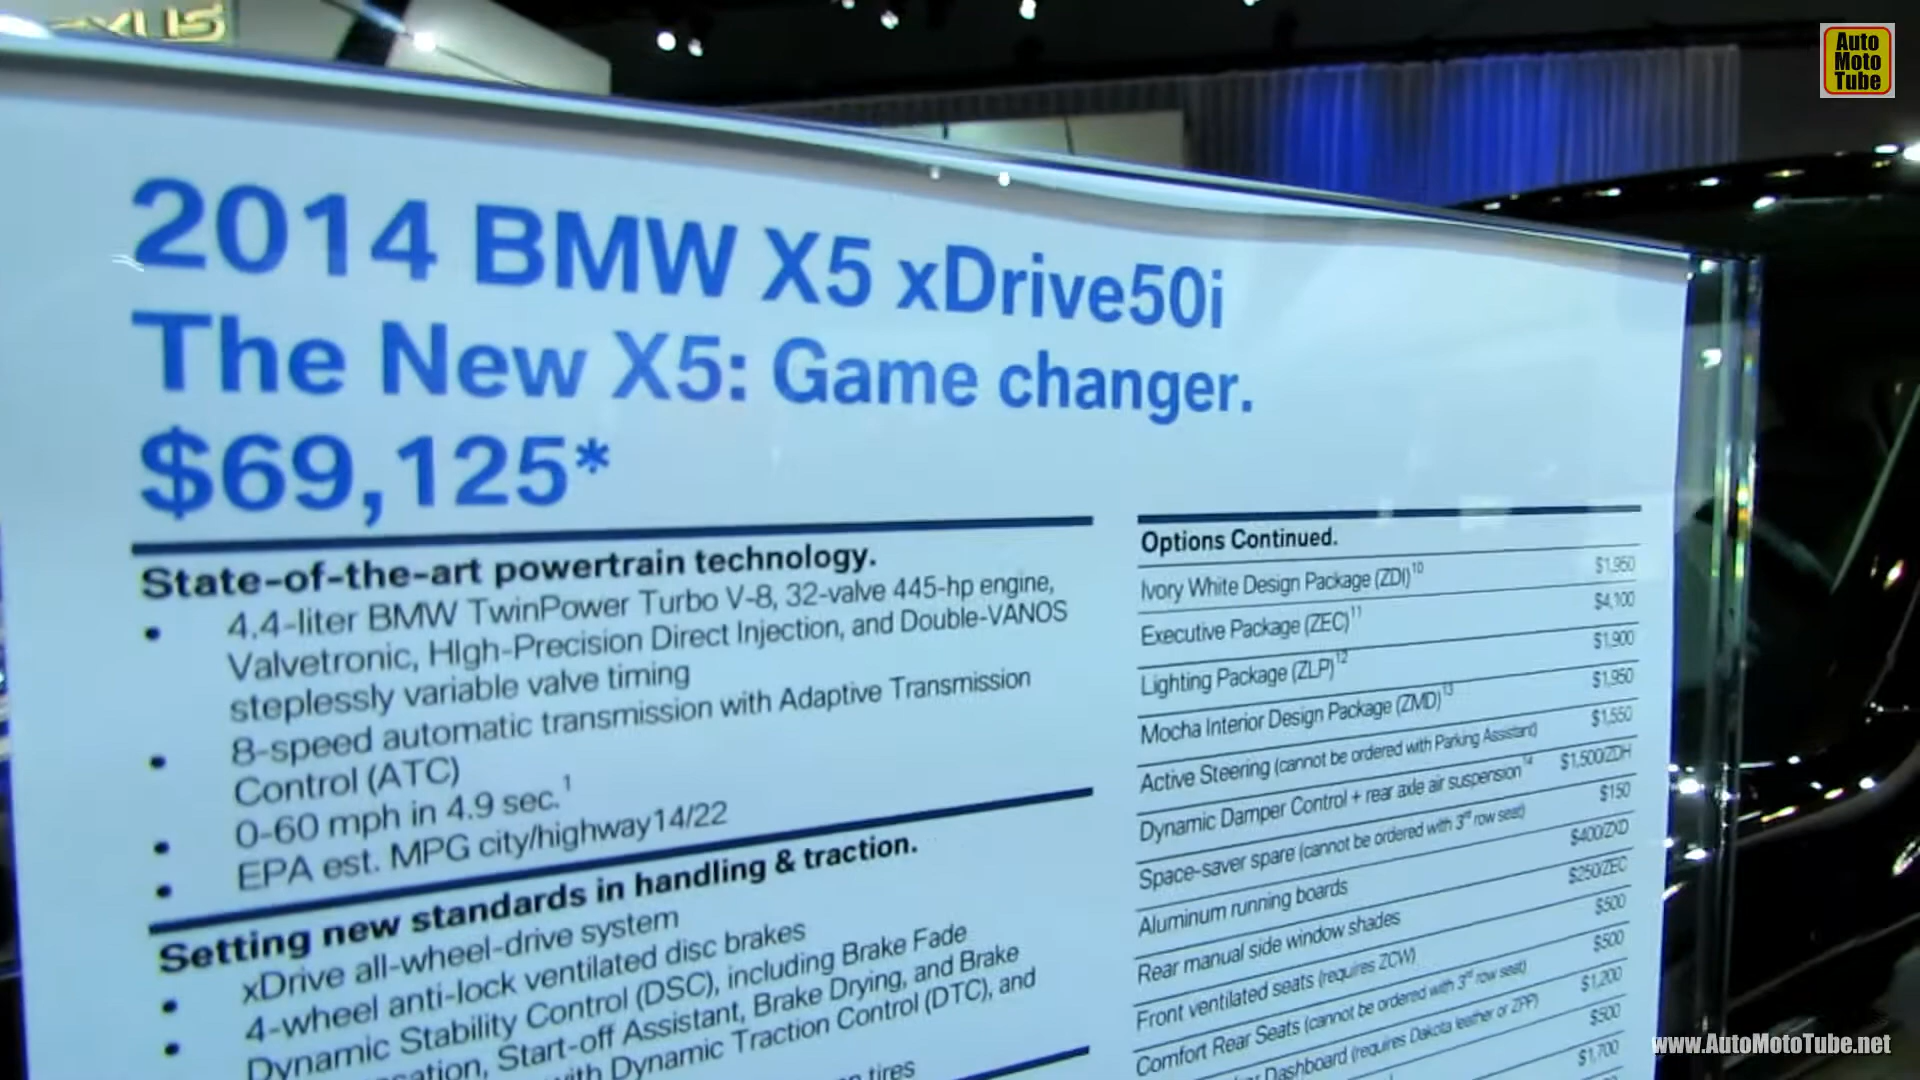 Auto
Moto
Tube
2014 BMW X5 xDrive50i
The New X5: Game changer.
$69,125*
State-of-the-art powertrain technology.
• 4.4-liter BMW TwinPower Turbo V-8, 32-valve 445-hp engine,
Valvetronic, HIgh-Precision Direct Injection, and Double-VANOS
steplessly variable valve timing
• 8-speed automatic transmission with Adaptive Transmission
Control (ATC)
• 0-60 mph in 4.9 sec.1
• EPA est. MPG city/highway14/22
Setting new standards in handling & traction.
• xDrive all-wheel-drive system
• 4-wheel anti-lock ventilated disc brakes
Dynamic Stability Control (DSC), including Brake Fade
Start-off Assistant, Brake Drying, and Brake
Dynamic Traction Control (DTC), and
tires
Options Continued.
Ivory White Design Package (ZDI)10 $1,950
Executive Package (ZEC)11 $4,100
Lighting Package (ZLP)12 $1,900
Mocha Interior Design Package (ZMD)13 $1,950
Active Steering (cannot be ordered with Parking Assistant) $1,550
Dynamic Damper Control + rear axle air suspension14 $1,500/ZDH
Space-saver spare (cannot be ordered with 3rd row seat) $150
Aluminum running boards $400/ZXD
Rear manual side window shades $250/ZEC
Front ventilated seats (requires ZCW) $500
Comfort Rear Seats (cannot be ordered with 3rd row seat) $500
Dashboard (requires Dakota leather or ZPP) $1,200
$500
$1,700
www.AutoMotoTube.net